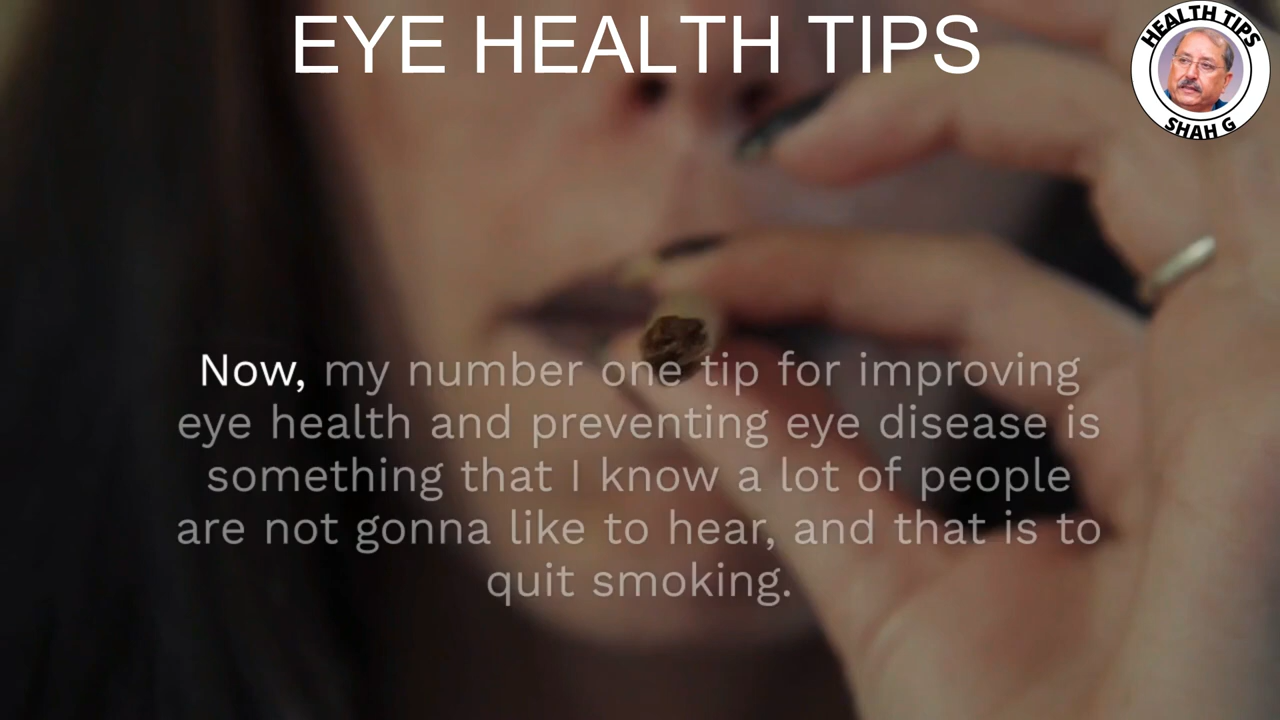 EYE HEALTH TIPS
HEALTH TIPS
SHAH G
Now, my number one tip for improving
eye health and preventing eye disease is
something that I know a lot of people
are not gonna like to hear, and that is to
quit smoking.